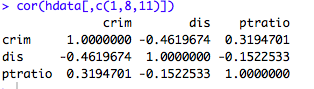 > cor(hdata[,c(1,8,11)])
crim dis ptratio
crim 1.0000000 -0.4619674 0.3194701
dis -0.4619674 1.0000000 -0.1522533
ptratio 0.3194701 -0.1522533 1.0000000
>